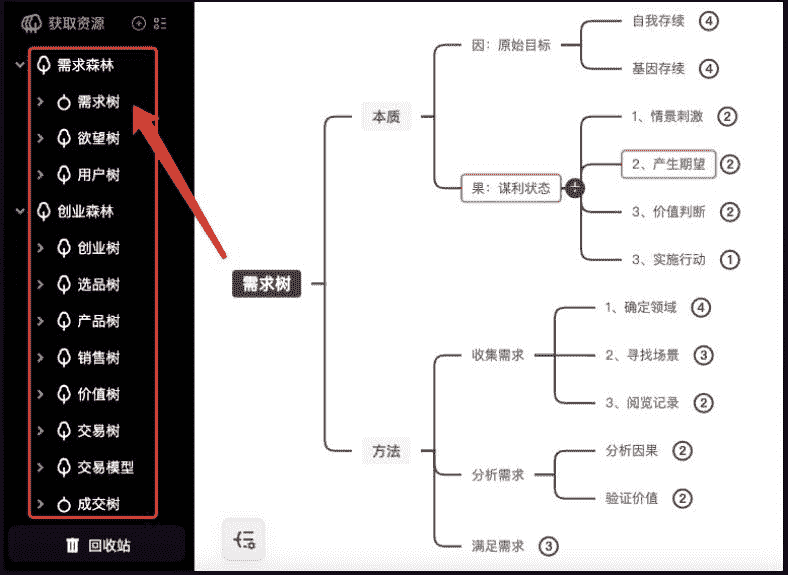 获取资源
需求森林
需求树
欲望树
用户树
创业森林
创业树
选品树
产品树
销售树
价值树
交易树
交易模型
成交树
回收站
需求树
本质
因：原始目标
自我存续 4
基因存续 4
果：谋利状态
1、情景刺激 2
2、产生期望 2
3、价值判断 2
3、实施行动 1
方法
收集需求
1、确定领域 4
2、寻找场景 3
3、阅览记录 2
分析需求
分析因果 2
验证价值 2
满足需求 3